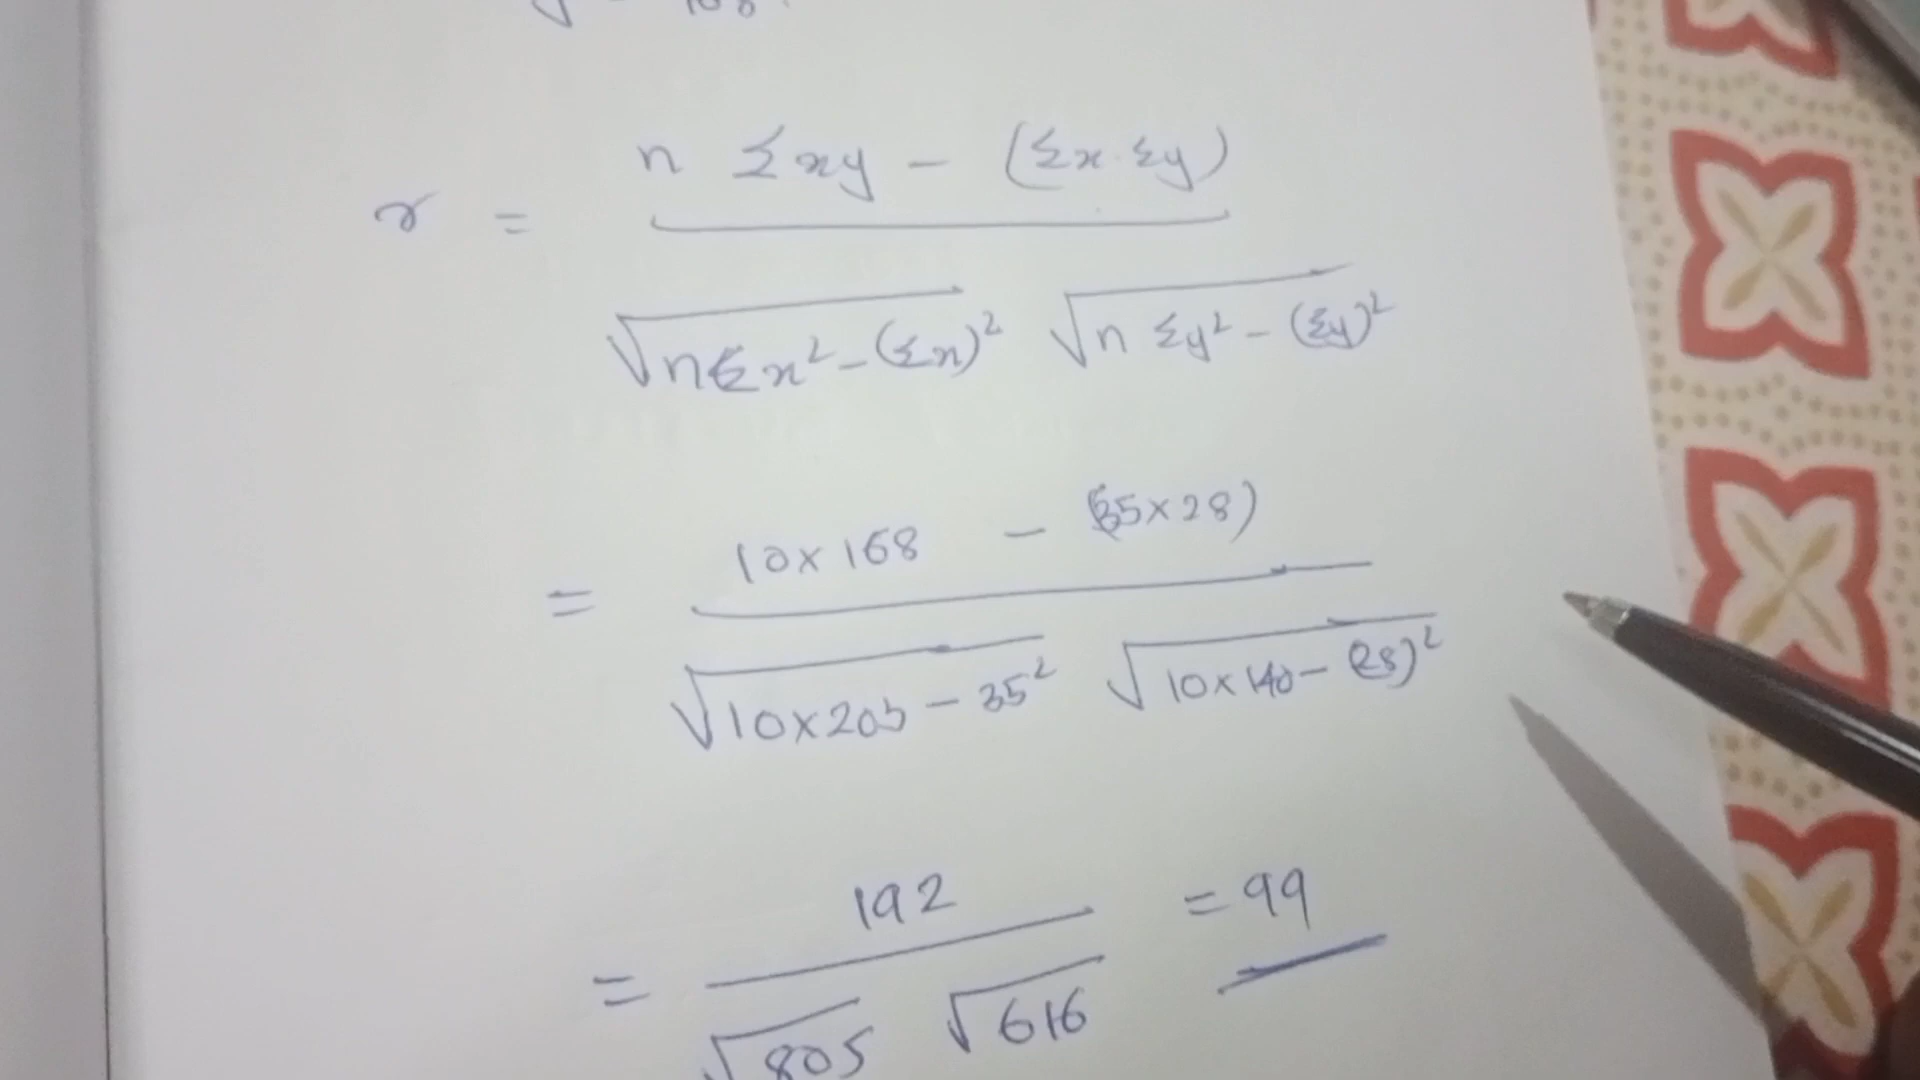 r = n Σxy - (Σx Σy)
√nΣx² - (Σx)² √n Σy² - (Σy)²
= 10 x 168 - (35 x 28)
√10 x 205 - 35² √10 x 140 - (28)²
= 192 = 99
√805 √616